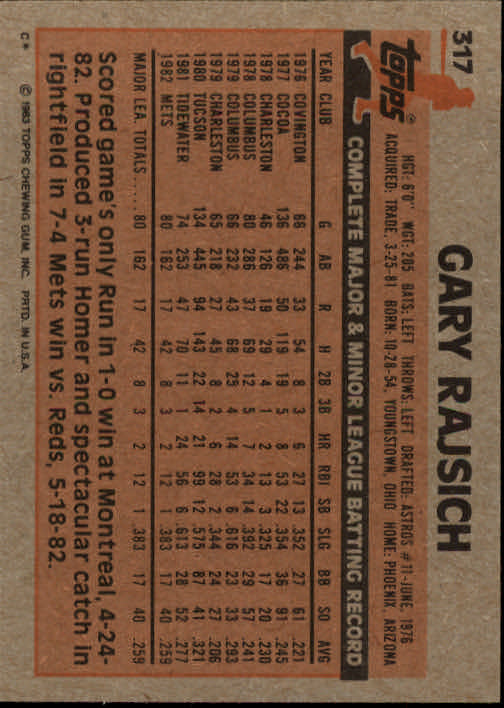 317
topps®
GARY RAJSICH
HGT: 6'0" WGT: 205 BATS: LEFT THROWS: LEFT DRAFTED: ASTROS #11-JUNE, 1976
ACQUIRED: TRADE, 3-25-81 BORN: 10-28-54, YOUNGSTOWN, OHIO HOME: PHOENIX, ARIZONA
COMPLETE MAJOR & MINOR LEAGUE BATTING RECORD
YEAR CLUB G AB R H 2B 3B HR RBI SB SLG BB SO AVG
1976 COVINGTON 66 244 33 54 8 3 6 27 13 .352 27 61 .221
1977 COCOA 136 486 50 119 19 5 8 53 22 .354 36 91 .245
1978 CHARLESTON 46 126 19 29 4 1 2 13 3 .325 17 20 .230
1978 COLUMBUS 80 286 37 69 12 5 7 34 14 .392 29 57 .241
1979 COLUMBUS 66 232 43 68 25 4 14 53 6 .616 23 33 .293
1979 CHARLESTON 65 218 27 45 8 2 6 28 2 .344 24 27 .206
1980 TUCSON 134 445 94 143 22 14 21 99 12 .575 87 41 .321
1981 TIDEWATER 74 253 47 70 11 1 24 56 6 .613 28 52 .277
1982 METS 80 162 17 42 8 3 2 12 1 .383 17 40 .259
MAJOR LEA. TOTALS ..... 80 162 17 42 8 3 2 12 1 .383 17 40 .259
Scored game's only Run in 1-0 win at Montreal, 4-24-
82. Produced 3-run Homer and spectacular catch in
rightfield in 7-4 Mets win vs. Reds, 5-18-82.
C* © 1983 TOPPS CHEWING GUM, INC. PRTD. IN U.S.A.